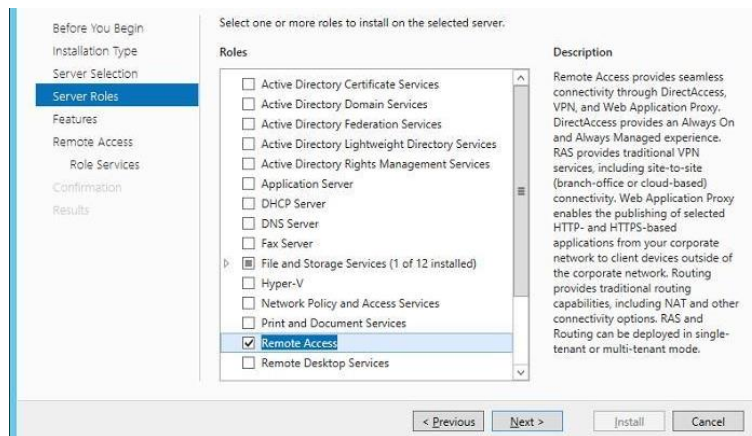 Before You Begin
Installation Type
Server Selection
Server Roles
Features
Remote Access
Role Services
Confirmation
Results
Select one or more roles to install on the selected server.
Roles
Active Directory Certificate Services
Active Directory Domain Services
Active Directory Federation Services
Active Directory Lightweight Directory Services
Active Directory Rights Management Services
Application Server
DHCP Server
DNS Server
Fax Server
File and Storage Services (1 of 12 installed)
Hyper-V
Network Policy and Access Services
Print and Document Services
Remote Access
Remote Desktop Services
Description
Remote Access provides seamless
connectivity through DirectAccess,
VPN, and Web Application Proxy.
DirectAccess provides an Always On
and Always Managed experience.
RAS provides traditional VPN
services, including site-to-site
(branch-office or cloud-based)
connectivity. Web Application Proxy
enables the publishing of selected
HTTP- and HTTPS-based
applications from your corporate
network to client devices outside of
the corporate network. Routing
provides traditional routing
capabilities, including NAT and other
connectivity options. RAS and
Routing can be deployed in single-
tenant or multi-tenant mode.
< Previous
Next >
Install
Cancel